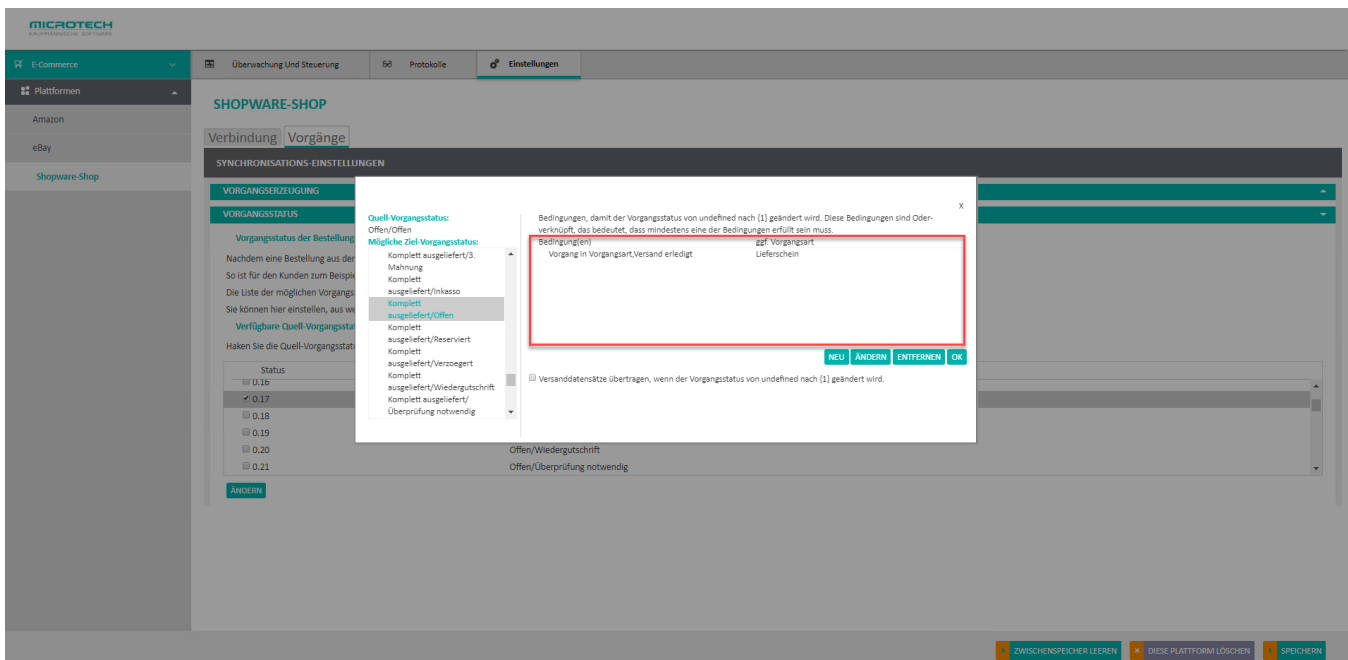 MICROTECH
KAUFMÄNNISCHE SOFTWARE
E-Commerce
Überwachung Und Steuerung
Protokolle
Einstellungen
Plattformen
Amazon
eBay
Shopware-Shop
SHOPWARE-SHOP
Verbindung
Vorgänge
SYNCHRONISATIONS-EINSTELLUNGEN
VORGANGSERZEUGUNG
VORGANGSSTATUS
Vorgangsstatus der Bestellung
Nachdem eine Bestellung aus der
So ist für den Kunden zum Beispie
Die Liste der möglichen Vorgangs
Sie können hier einstellen, aus we
Verfügbare Quell-Vorgangssta
Haken Sie die Quell-Vorgangsstat
Status
0.16
0.17
0.18
0.19
0.20 Offen/Wiedergutschrift
0.21 Offen/Überprüfung notwendig
ÄNDERN
X
Quell-Vorgangsstatus:
Offen/Offen
Mögliche Ziel-Vorgangsstatus:
Komplett ausgeliefert/3.
Mahnung
Komplett
ausgeliefert/Inkasso
Komplett
ausgeliefert/Offen
Komplett
ausgeliefert/Reserviert
Komplett
ausgeliefert/Verzoegert
Komplett
ausgeliefert/Wiedergutschrift
Komplett ausgeliefert/
Überprüfung notwendig
Bedingungen, damit der Vorgangsstatus von undefined nach {1} geändert wird. Diese Bedingungen sind Oder-
verknüpft, das bedeutet, dass mindestens eine der Bedingungen erfüllt sein muss.
Bedingung(en) ggf. Vorgangsart
Vorgang in Vorgangsart,Versand erledigt Lieferschein
NEU ÄNDERN ENTFERNEN OK
Versanddatensätze übertragen, wenn der Vorgangsstatus von undefined nach {1} geändert wird.
ZWISCHENSPEICHER LEEREN
DIESE PLATTFORM LÖSCHEN
SPEICHERN